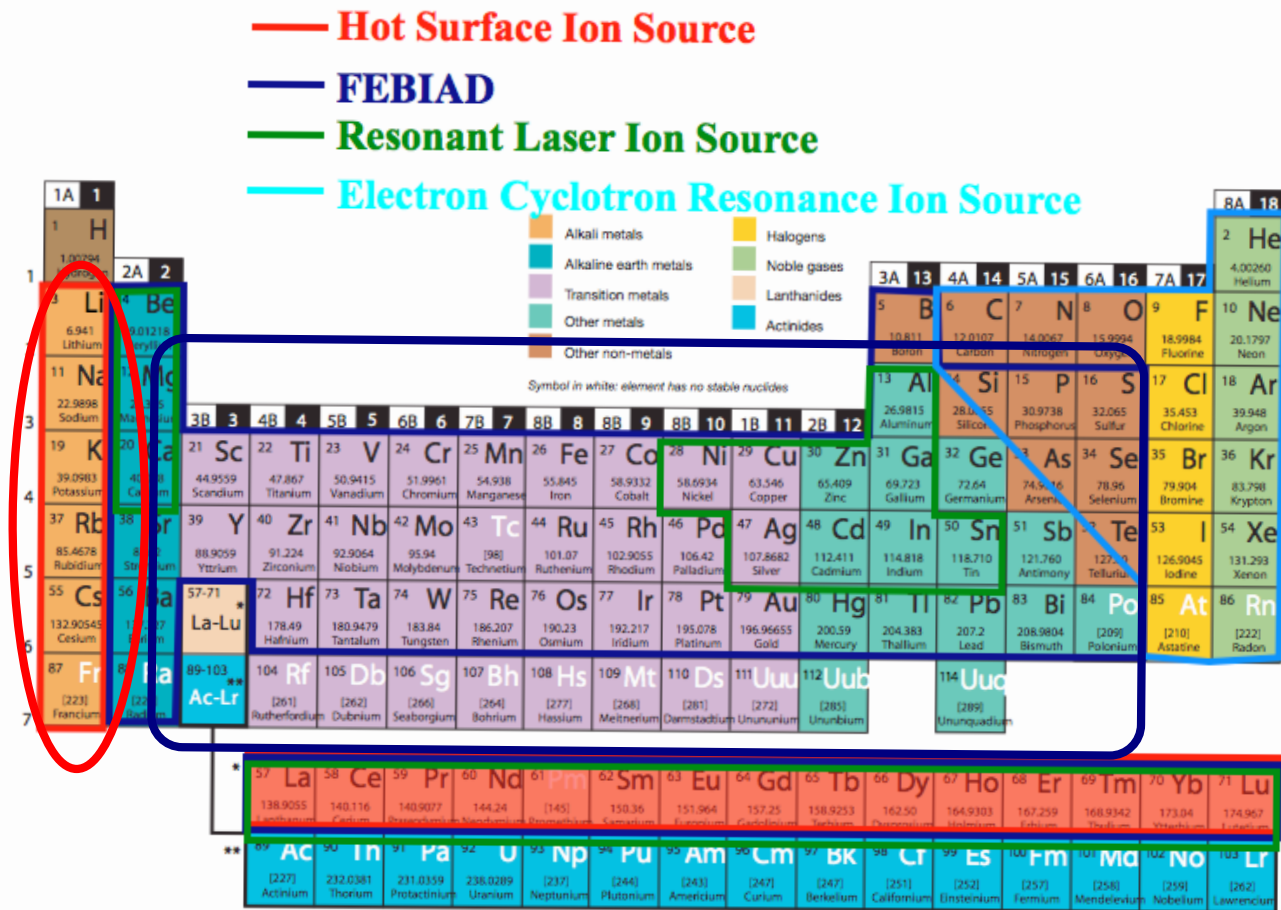 Hot Surface Ion Source
FEBIAD
Resonant Laser Ion Source
Electron Cyclotron Resonance Ion Source
1A 1
8A 18
Alkali metals
Halogens
Alkaline earth metals
Noble gases
Transition metals
Lanthanides
Other metals
Actinides
Other non-metals
Symbol in white: element has no stable nuclides
1 H
1.00794
2 He
4.00260
Helium
1
2A 2
3A 13 4A 14 5A 15 6A 16 7A 17
3 Li
Be
5 B
6 C
7 N
8 O
9 F
10 Ne
6.941
9.01218
10.811
12.0107
14.0067
15.9994
18.9984
20.1797
Lithium
Boron
Carbon
Nitrogen
Fluorine
Neon
11 Na
12 Mg
13 Al
14 Si
15 P
16 S
17 Cl
18 Ar
22.9898
26.9815
30.9738
32.065
35.453
39.948
Sodium
Aluminum
Silicon
Phosphorus
Sulfur
Chlorine
Argon
3
3B 3 4B 4 5B 5 6B 6 7B 7 8B 8 8B 9 8B 10 1B 11 2B 12
19 K
20 Ca
21 Sc
22 Ti
23 V
24 Cr
25 Mn
26 Fe
27 Co
28 Ni
29 Cu
30 Zn
31 Ga
32 Ge
As
34 Se
35 Br
36 Kr
39.0983
44.9559
47.867
50.9415
51.9961
54.938
55.845
58.9332
58.6934
63.546
65.409
69.723
72.64
78.96
79.904
83.798
Potassium
Scandium
Titanium
Vanadium
Chromium
Manganese
Iron
Cobalt
Nickel
Copper
Zinc
Gallium
Germanium
Arsenic
Selenium
Bromine
Krypton
4
37 Rb
38 Sr
39 Y
40 Zr
41 Nb
42 Mo
43 Tc
44 Ru
45 Rh
46 Pd
47 Ag
48 Cd
49 In
50 Sn
51 Sb
52 Te
53 I
54 Xe
85.4678
88.9059
91.224
92.9064
95.94
[98]
101.07
102.9055
106.42
107.8682
112.411
114.818
118.710
121.760
126.9045
131.293
Rubidium
Yttrium
Zirconium
Niobium
Molybdenum
Technetium
Ruthenium
Rhodium
Palladium
Silver
Cadmium
Indium
Tin
Antimony
Tellurium
Iodine
Xenon
5
55 Cs
56 Ba
57-71
La-Lu *
72 Hf
73 Ta
74 W
75 Re
76 Os
77 Ir
78 Pt
79 Au
80 Hg
81 Tl
82 Pb
83 Bi
84 Po
85 At
86 Rn
132.90545
178.49
180.9479
183.84
186.207
190.23
192.217
195.078
196.96655
200.59
204.383
207.2
208.9804
[209]
[210]
[222]
Cesium
Hafnium
Tantalum
Tungsten
Rhenium
Osmium
Iridium
Platinum
Gold
Mercury
Thallium
Lead
Bismuth
Polonium
Astatine
Radon
6
87 Fr
Ra
89-103
Ac-Lr **
104 Rf
105 Db
106 Sg
107 Bh
108 Hs
109 Mt
110 Ds
111 Uuu
112 Uub
114 Uuq
[223]
[261]
[262]
[266]
[264]
[277]
[268]
[281]
[272]
[285]
[289]
Francium
Rutherfordium
Dubnium
Seaborgium
Bohrium
Hassium
Meitnerium
Darmstadtium
Unununium
Ununbium
Ununquadium
7
*
57 La
58 Ce
59 Pr
60 Nd
61 Pm
62 Sm
63 Eu
64 Gd
65 Tb
66 Dy
67 Ho
68 Er
69 Tm
70 Yb
71 Lu
138.9055
140.116
140.9077
144.24
[145]
150.36
151.964
157.25
158.9253
162.50
164.9303
167.259
168.9342
173.04
174.967
**
89 Ac
90 Th
91 Pa
92 U
93 Np
94 Pu
95 Am
96 Cm
97 Bk
98 Cf
99 Es
100 Fm
101 Md
102 No
103 Lr
[227]
232.0381
231.0359
238.0289
[237]
[244]
[243]
[247]
[247]
[251]
[252]
[257]
[258]
[259]
[262]
Actinium
Thorium
Protactinium
Uranium
Neptunium
Plutonium
Americium
Curium
Berkelium
Californium
Einsteinium
Fermium
Mendelevium
Nobelium
Lawrencium